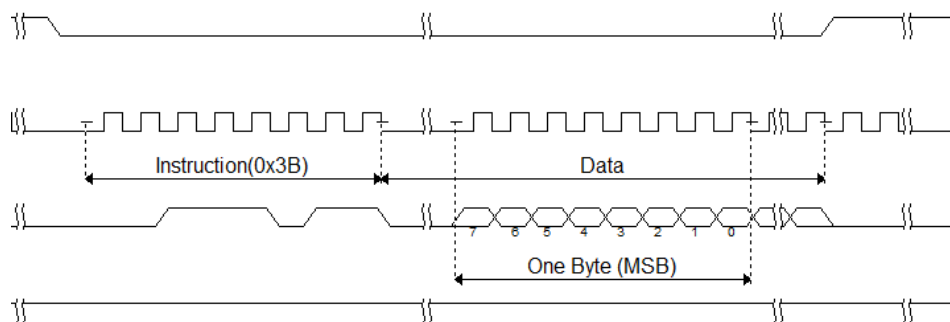 Instruction(0x3B)
Data
7 6 5 4 3 2 1 0
One Byte (MSB)